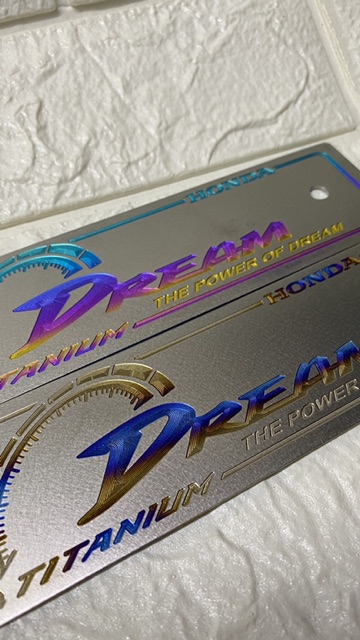 HONDA
DREAM
THE POWER OF DREAM
TITANIUM
HONDA
DREAM
THE POWER
TITANIUM